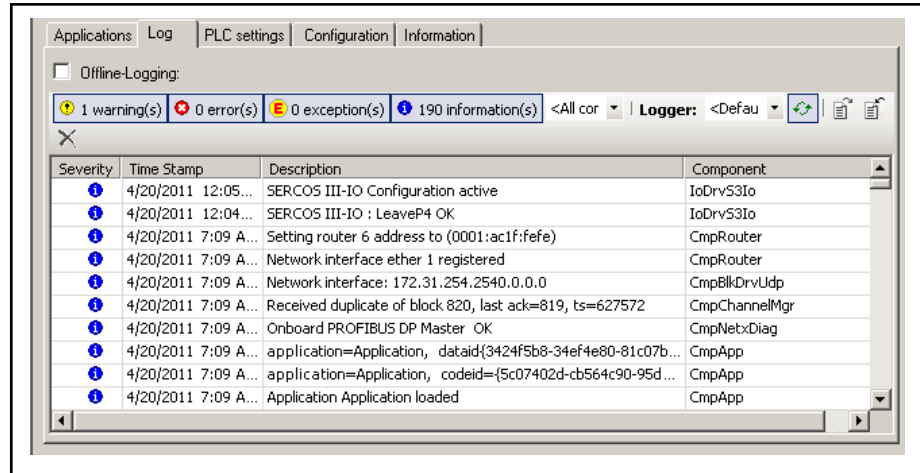 Applications Log PLC settings Configuration Information
Offline-Logging:
1 warning(s) 0 error(s) E 0 exception(s) 190 information(s) <All cor Logger: <Defau
Severity Time Stamp Description Component
4/20/2011 12:05... SERCOS III-IO Configuration active IoDrvS3Io
4/20/2011 12:04... SERCOS III-IO : LeaveP4 OK IoDrvS3Io
4/20/2011 7:09 A... Setting router 6 address to (0001:ac1f:fefe) CmpRouter
4/20/2011 7:09 A... Network interface ether 1 registered CmpRouter
4/20/2011 7:09 A... Network interface: 172.31.254.2540.0.0.0 CmpBlkDrvUdp
4/20/2011 7:09 A... Received duplicate of block 820, last ack=819, ts=627572 CmpChannelMgr
4/20/2011 7:09 A... Onboard PROFIBUS DP Master OK CmpNetxDiag
4/20/2011 7:09 A... application=Application, dataid{3424f5b8-34ef4e80-81c07b... CmpApp
4/20/2011 7:09 A... application=Application, codeid={5c07402d-cb564c90-95d... CmpApp
4/20/2011 7:09 A... Application Application loaded CmpApp